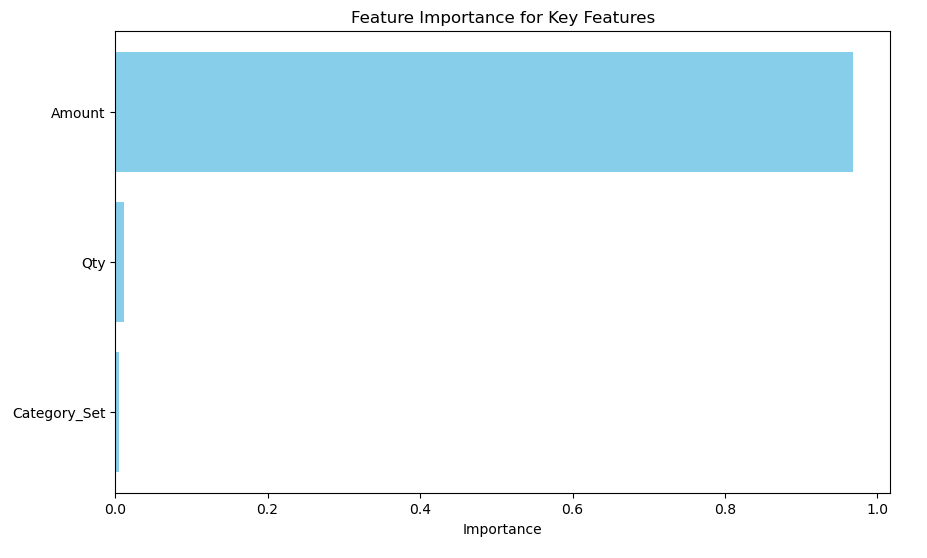 Feature Importance for Key Features
Amount
Qty
Category_Set
0.0 0.2 0.4 0.6 0.8 1.0
Importance